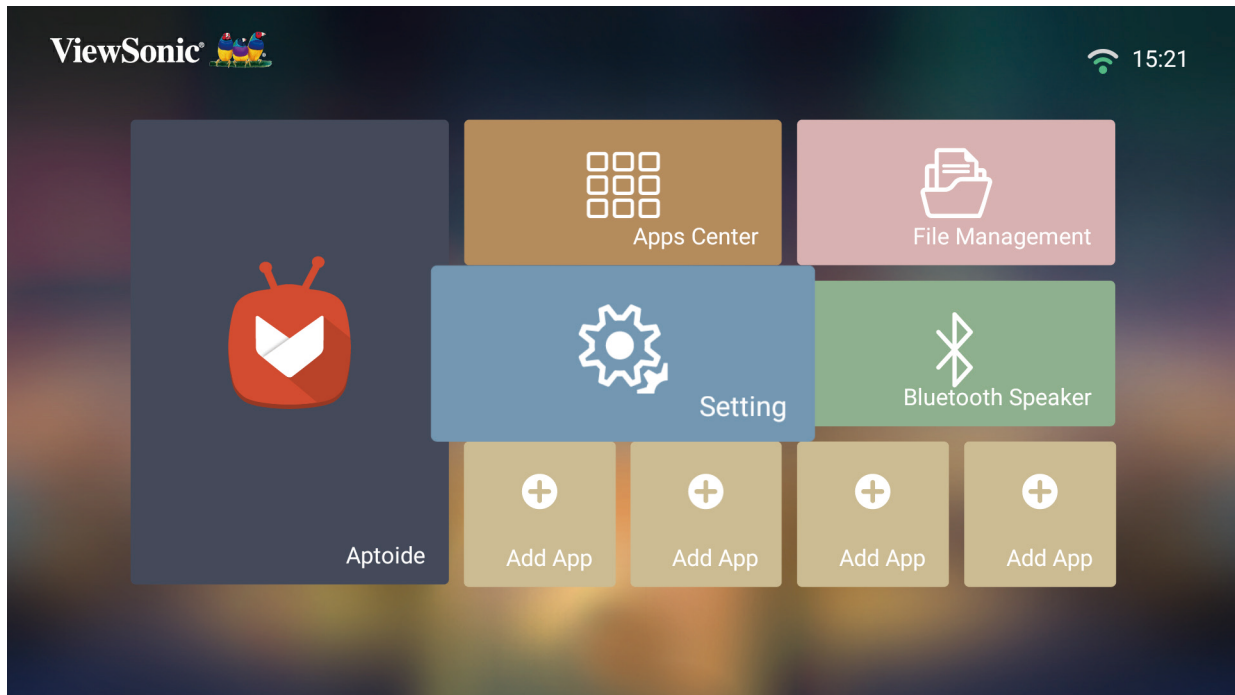 ViewSonic®
15:21
Apps Center
File Management
Setting
Bluetooth Speaker
Aptoide
Add App
Add App
Add App
Add App